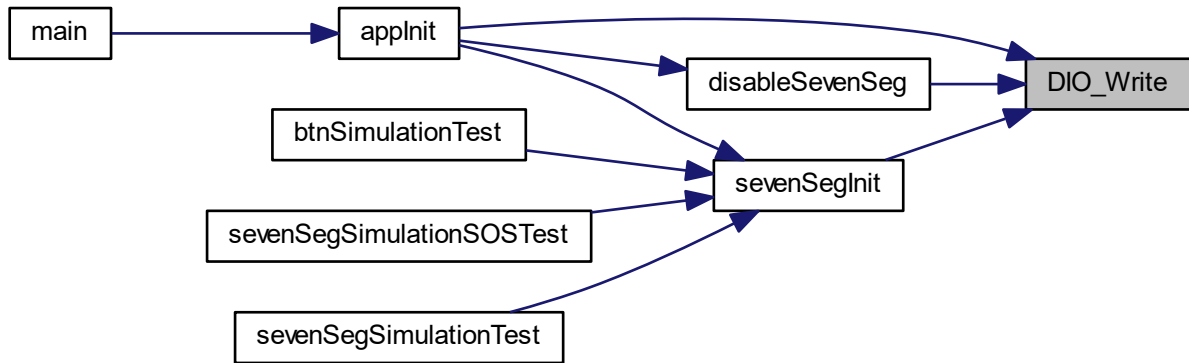 main
appInit
disableSevenSeg
DIO_Write
btnSimulationTest
sevenSegInit
sevenSegSimulationSOSTest
sevenSegSimulationTest